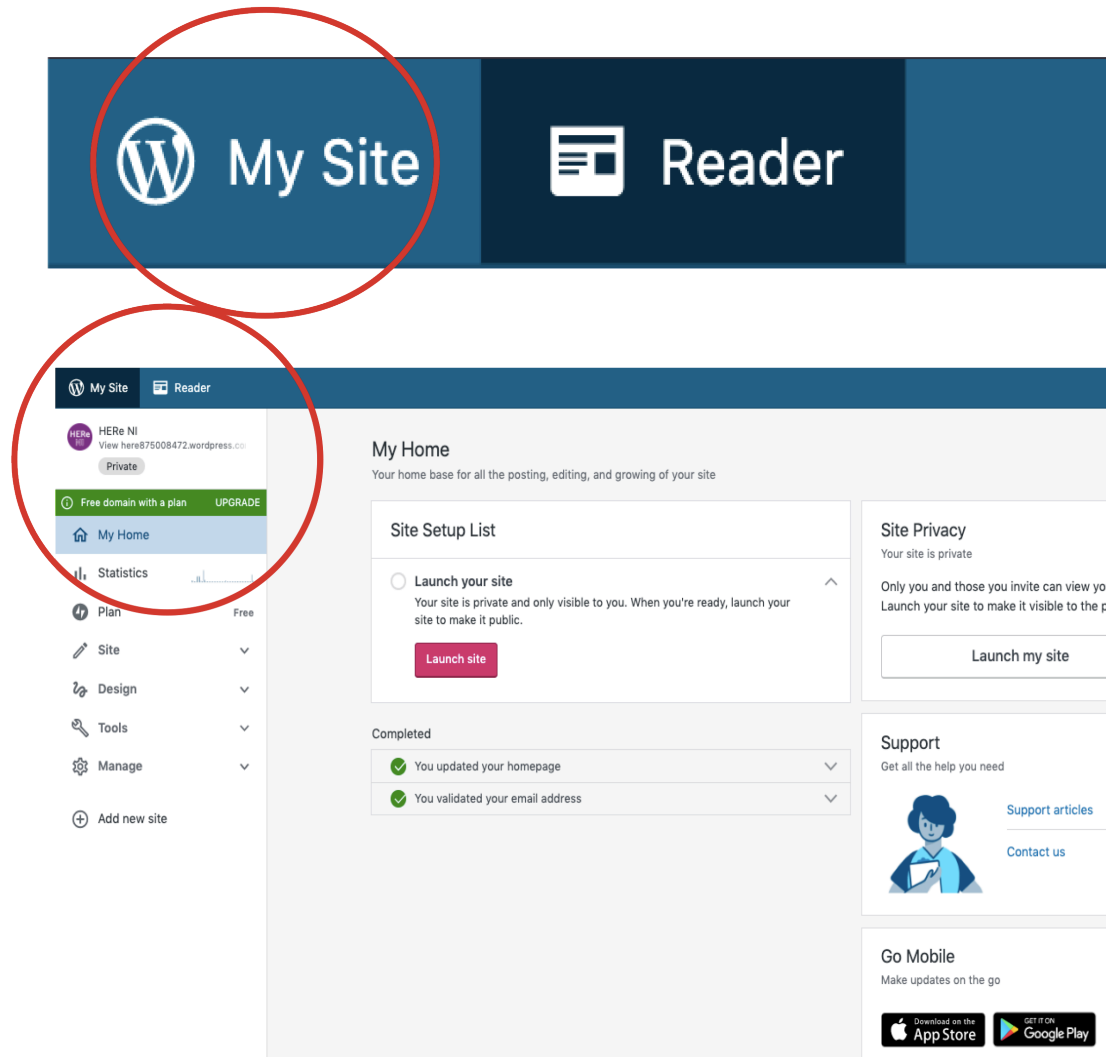 My Site
Reader
My Site
Reader
HERe NI
HERe NI
View here875008472.wordpress.co
Private
Free domain with a plan UPGRADE
My Home
Statistics
Plan Free
Site
Design
Tools
Manage
Add new site
My Home
Your home base for all the posting, editing, and growing of your site
Site Setup List
Launch your site
Your site is private and only visible to you. When you're ready, launch your
site to make it public.
Launch site
Completed
You updated your homepage
You validated your email address
Site Privacy
Your site is private
Only you and those you invite can view yo
Launch your site to make it visible to the p
Launch my site
Support
Get all the help you need
Support articles
Contact us
Go Mobile
Make updates on the go
Download on the
App Store
GET IT ON
Google Play